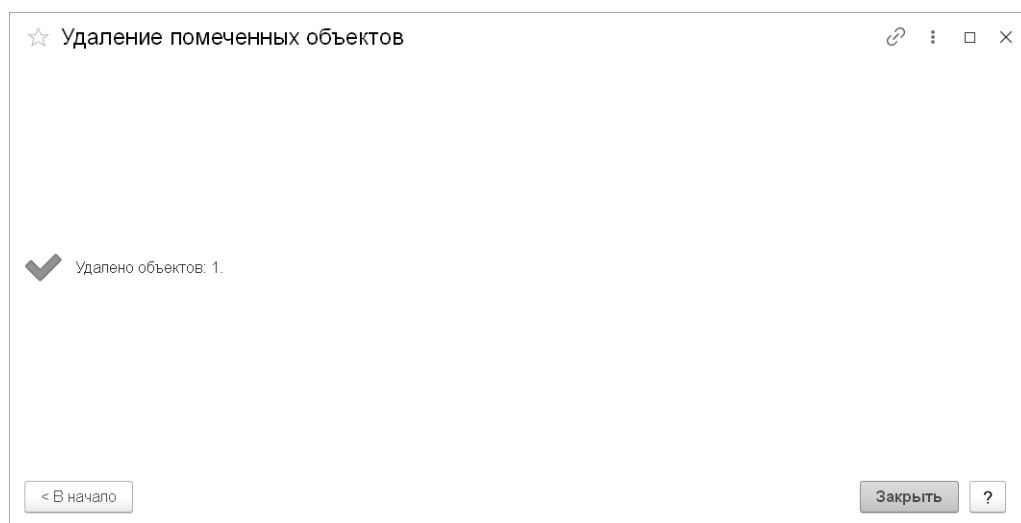 Удаление помеченных объектов
Удалено объектов: 1.
< В начало
Закрыть
?